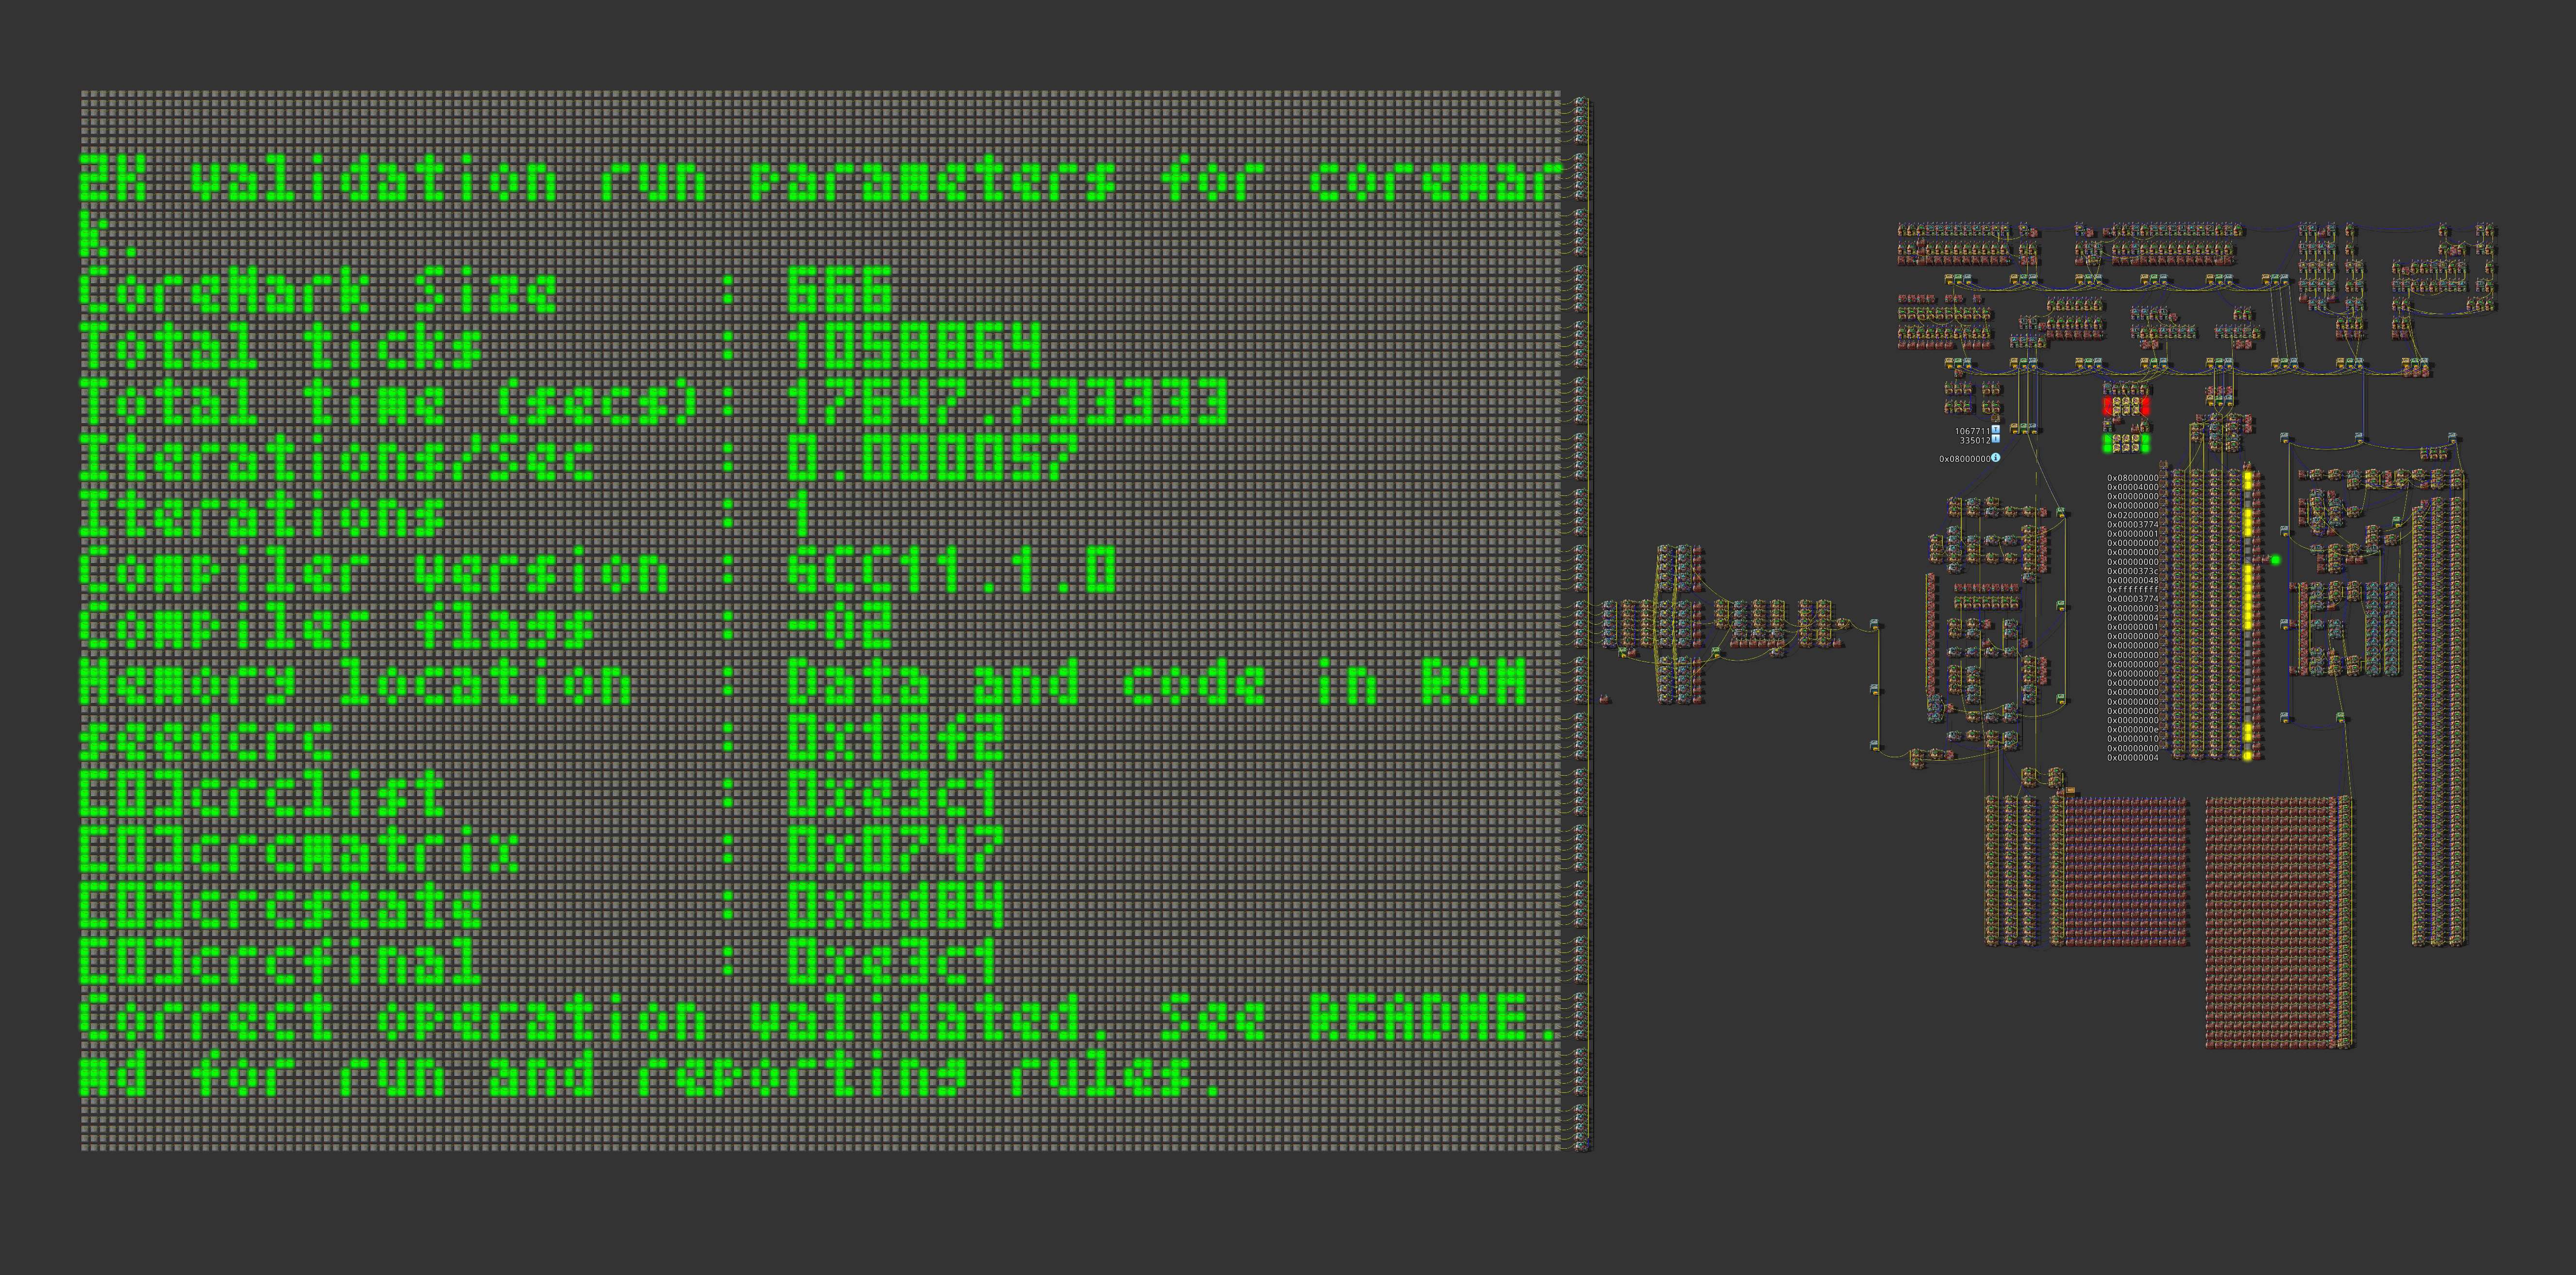 2K validation run parameters for coremar
k.
CoreMark Size : 666
Total ticks : 1058864
Total time (secs) : 17647.733333
Iterations/Sec : 0.000057
Iterations : 1
Compiler version : GCC11.1.0
Compiler flags : -O2
Memory location : Data and code in ROM
seedcrc : 0x18f2
[0]crclist : 0xe3c1
[0]crcmatrix : 0x0747
[0]crcstate : 0x8d84
[0]crcfinal : 0xe3c1
Correct operation validated. See README.
md for run and reporting rules.
1067711
335012
0x08000000
0x08000000
0x00004000
0x00000000
0x00000000
0x02000000
0x00003774
0x00000001
0x00000000
0x00000000
0x00000000
0x0000373c
0x00000048
0xffffffff
0x00003774
0x00000003
0x00000004
0x00000001
0x00000000
0x00000000
0x00000000
0x00000000
0x00000000
0x00000000
0x00000000
0x00000000
0x00000000
0x00000000
0x0000000e
0x00000010
0x00000000
0x00000004